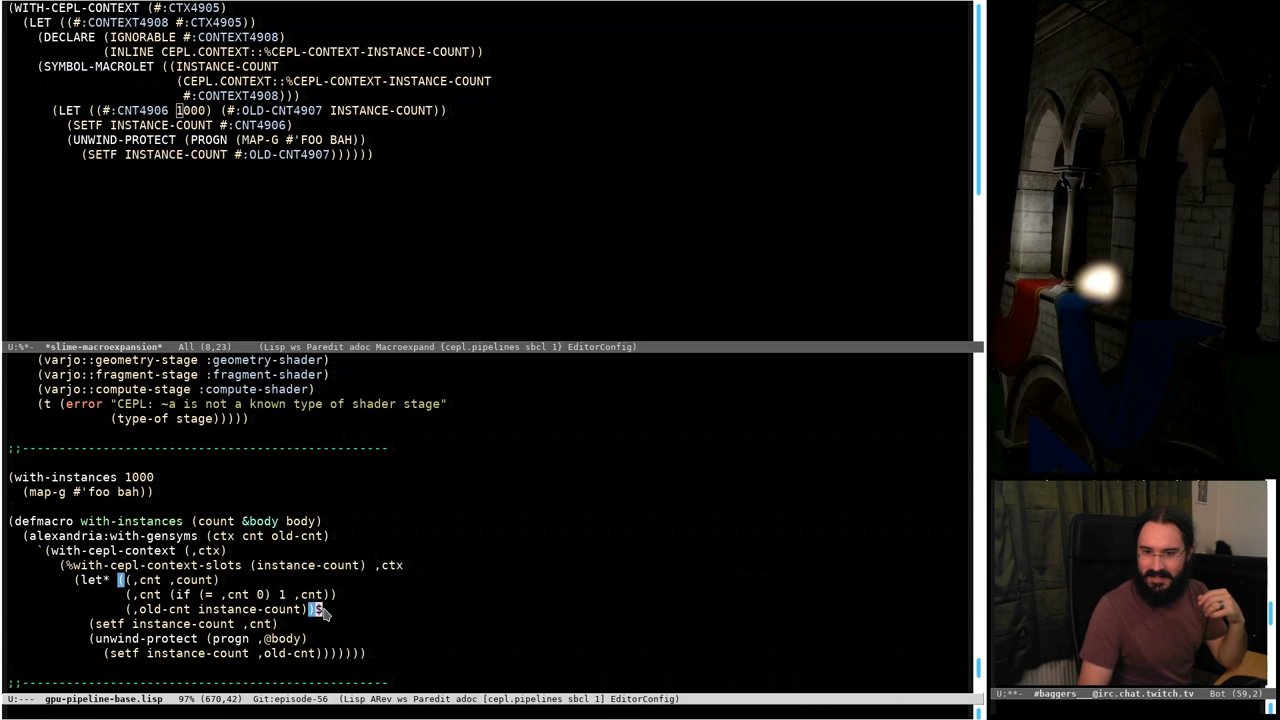 (WITH-CEPL-CONTEXT (#:CTX4905)
(LET ((#:CONTEXT4908 #:CTX4905))
(DECLARE (IGNORABLE #:CONTEXT4908)
(INLINE CEPL.CONTEXT::%CEPL-CONTEXT-INSTANCE-COUNT))
(SYMBOL-MACROLET ((INSTANCE-COUNT
(CEPL.CONTEXT::%CEPL-CONTEXT-INSTANCE-COUNT
#:CONTEXT4908)))
(LET ((#:CNT4906 1000) (#:OLD-CNT4907 INSTANCE-COUNT))
(SETF INSTANCE-COUNT #:CNT4906)
(UNWIND-PROTECT (PROGN (MAP-G #'FOO BAH))
(SETF INSTANCE-COUNT #:OLD-CNT4907))))))
U:%*-  *slime-macroexpansion*   All (8,23)     (Lisp ws Paredit adoc Macroexpand {cepl.pipelines sbcl 1} EditorConfig)
(varjo::geometry-stage :geometry-shader)
(varjo::fragment-stage :fragment-shader)
(varjo::compute-stage :compute-shader)
(t (error "CEPL: ~a is not a known type of shader stage"
(type-of stage)))))
;;--------------------------------------------------
(with-instances 1000
(map-g #'foo bah))
(defmacro with-instances (count &body body)
(alexandria:with-gensyms (ctx cnt old-cnt)
`(with-cepl-context (,ctx)
(%with-cepl-context-slots (instance-count) ,ctx
(let* ((,cnt ,count)
(,cnt (if (= ,cnt 0) 1 ,cnt))
(,old-cnt instance-count))
(setf instance-count ,cnt)
(unwind-protect (progn ,@body)
(setf instance-count ,old-cnt)))))))
;;--------------------------------------------------
U:---  gpu-pipeline-base.lisp   97% (670,42)   Git:episode-56  (Lisp ARev ws Paredit adoc [cepl.pipelines sbcl 1] EditorConfig)
U:**-  #baggers___@irc.chat.twitch.tv   Bot (59,2)